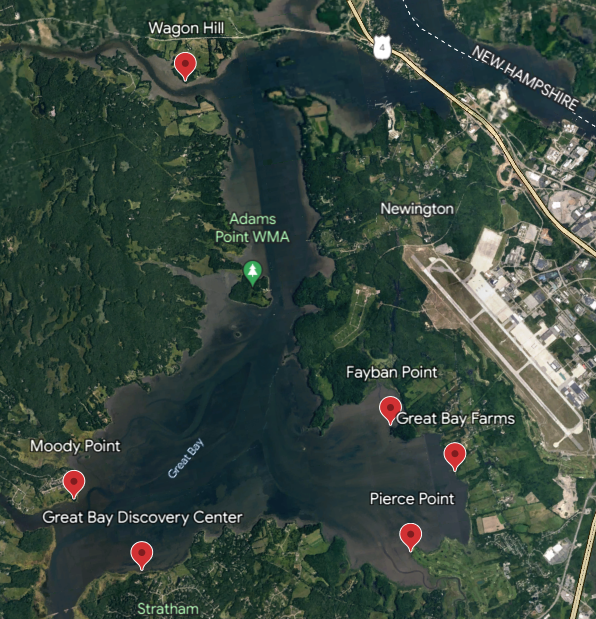 Wagon Hill
4
NEW HAMPSHIRE
Newington
Adams
Point WMA
Fayban Point
Great Bay Farms
Great Bay
Moody Point
Pierce Point
Great Bay Discovery Center
Stratham